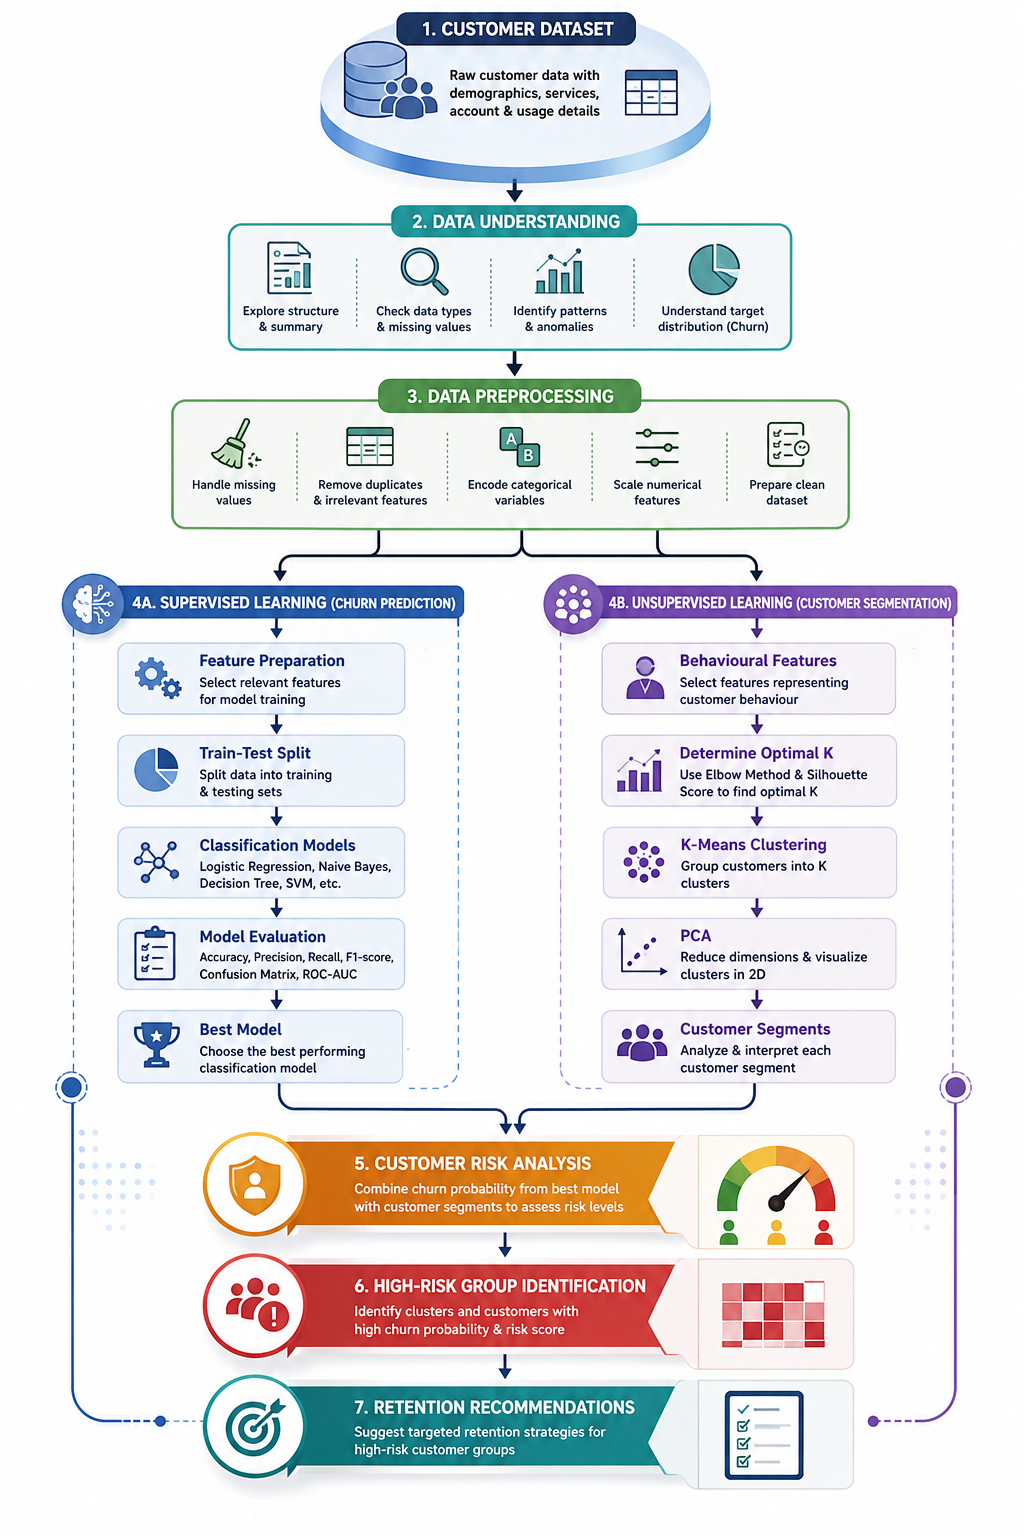 1. CUSTOMER DATASET
Raw customer data with
demographics, services,
account & usage details
2. DATA UNDERSTANDING
Explore structure
& summary
Check data types
& missing values
Identify patterns
& anomalies
Understand target
distribution (Churn)
3. DATA PREPROCESSING
Handle missing
values
Remove duplicates
& irrelevant features
A
B
Encode categorical
variables
Scale numerical
features
Prepare clean
dataset
4A. SUPERVISED LEARNING (CHURN PREDICTION)
Feature Preparation
Select relevant features
for model training
Train-Test Split
Split data into training
& testing sets
Classification Models
Logistic Regression, Naive Bayes,
Decision Tree, SVM, etc.
Model Evaluation
Accuracy, Precision, Recall, F1-score,
Confusion Matrix, ROC-AUC
Best Model
Choose the best performing
classification model
4B. UNSUPERVISED LEARNING (CUSTOMER SEGMENTATION)
Behavioural Features
Select features representing
customer behaviour
Determine Optimal K
Use Elbow Method & Silhouette
Score to find optimal K
K-Means Clustering
Group customers into K
clusters
PCA
Reduce dimensions & visualize
clusters in 2D
Customer Segments
Analyze & interpret each
customer segment
5. CUSTOMER RISK ANALYSIS
Combine churn probability from best model
with customer segments to assess risk levels
6. HIGH-RISK GROUP IDENTIFICATION
Identify clusters and customers with
high churn probability & risk score
7. RETENTION RECOMMENDATIONS
Suggest targeted retention strategies for
high-risk customer groups